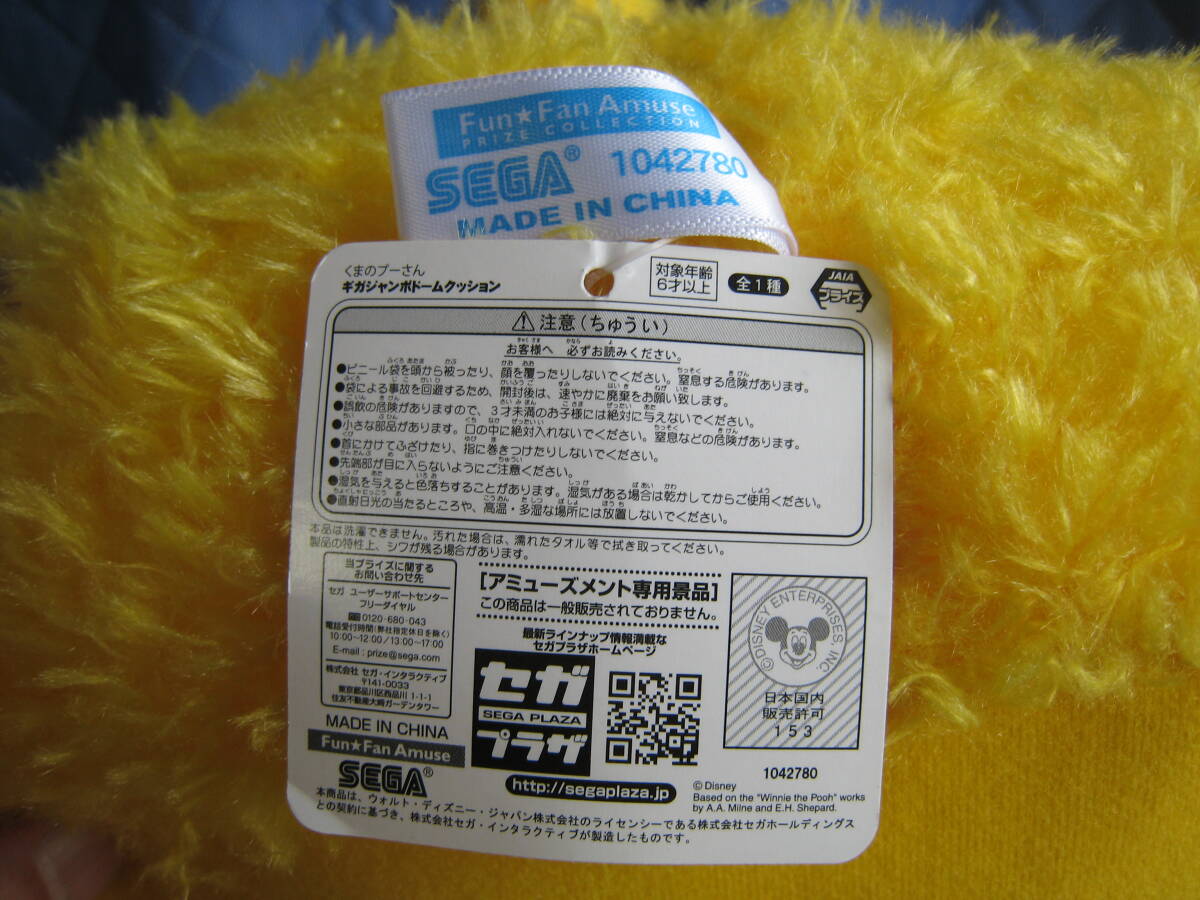 Fun★Fan Amuse
PRIZE COLLECTION
SEGA® 1042780
MADE IN CHINA
くまのプーさん
ギガジャンボドームクッション
対象年齢
6才以上
全1種
JAIA
プライズ
⚠注意(ちゅうい)
お客様へ 必ずお読みください。
●ビニール袋を頭から被ったり、顔を覆ったりしないでください。窒息する危険があります。
●袋による事故を回避するため、開封後は、速やかに廃棄をお願い致します。
●誤飲の危険がありますので、3才未満のお子様には絶対に与えないでください。
●小さな部品があります。口の中に絶対入れないでください。窒息などの危険があります。
●首にかけてふざけたり、指に巻きつけたりしないでください。
●先端部が目に入らないようにご注意ください。
●湿気を与えると色落ちすることがあります。湿気がある場合は乾かしてからご使用ください。
●直射日光の当たるところや、高温・多湿な場所には放置しないでください。
本品は洗濯できません。汚れた場合は、濡れたタオル等で拭き取ってください。
製品の特性上、シワが残る場合があります。
当プライズに関する
お問い合わせ先
セガ ユーザーサポートセンター
フリーダイヤル
0120-680-043
電話受付時間(弊社指定休日を除く)
10:00~12:00/13:00~17:00
E-mail : prize@sega.com
株式会社 セガ・インタラクティブ
〒141-0033
東京都品川区西品川 1-1-1
住友不動産大崎ガーデンタワー
MADE IN CHINA
Fun★Fan Amuse
SEGA®
[アミューズメント専用景品]
この商品は一般販売されておりません。
最新ラインナップ情報満載な
セガプラザホームページ
セガ
SEGA PLAZA
プラザ
http://segaplaza.jp
©DISNEY ENTERPRISES INC.
日本国内
販売許可
153
1042780
©Disney
Based on the "Winnie the Pooh" works
by A.A. Milne and E.H. Shepard.
本商品は、ウォルト・ディズニー・ジャパン株式会社のライセンシーである株式会社セガホールディングス
との契約に基づき、株式会社セガ・インタラクティブが製造したものです。